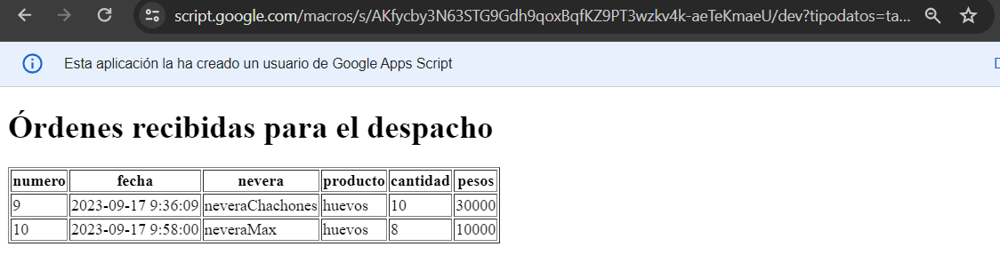 script.google.com/macros/s/AKfycby3N63STG9Gdh9qoxBqfKZ9PT3wzkv4k-aeTeKmaeU/dev?tipodatos=ta...
Esta aplicación la ha creado un usuario de Google Apps Script
Órdenes recibidas para el despacho
numero fecha nevera producto cantidad pesos
9 2023-09-17 9:36:09 neveraChachones huevos 10 30000
10 2023-09-17 9:58:00 neveraMax huevos 8 10000